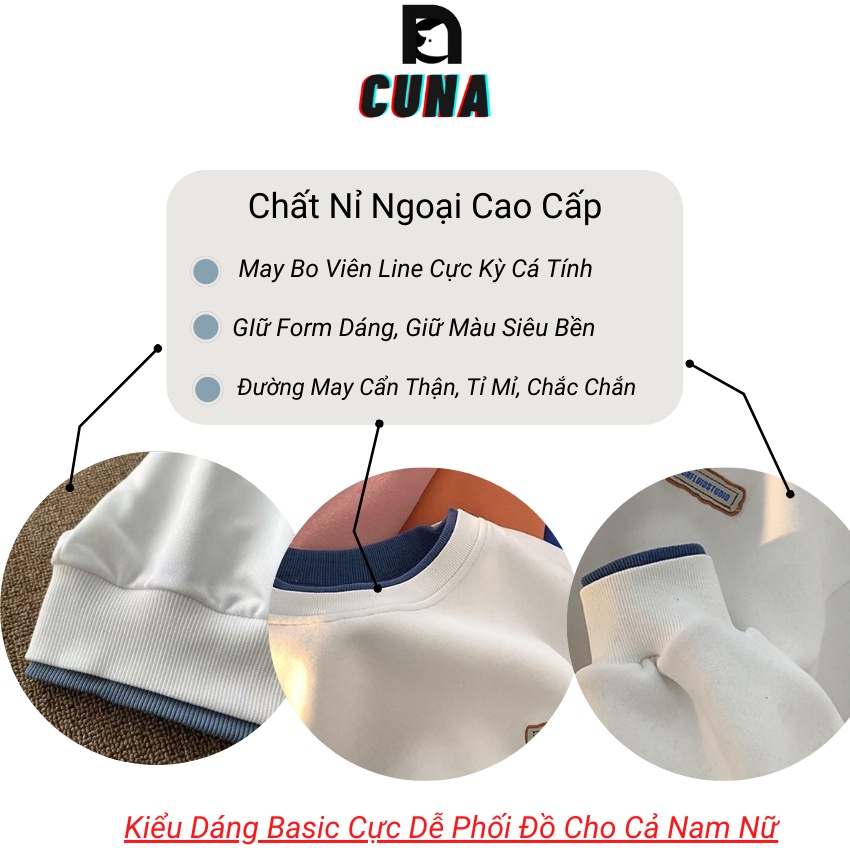 CUNA
Chất Nỉ Ngoại Cao Cấp
May Bo Viên Line Cực Kỳ Cá Tính
GIữ Form Dáng, Giữ Màu Siêu Bền
Đường May Cẩn Thận, Tỉ Mỉ, Chắc Chắn
NFLUIDSTUDIO
Kiểu Dáng Basic Cực Dễ Phối Đồ Cho Cả Nam Nữ